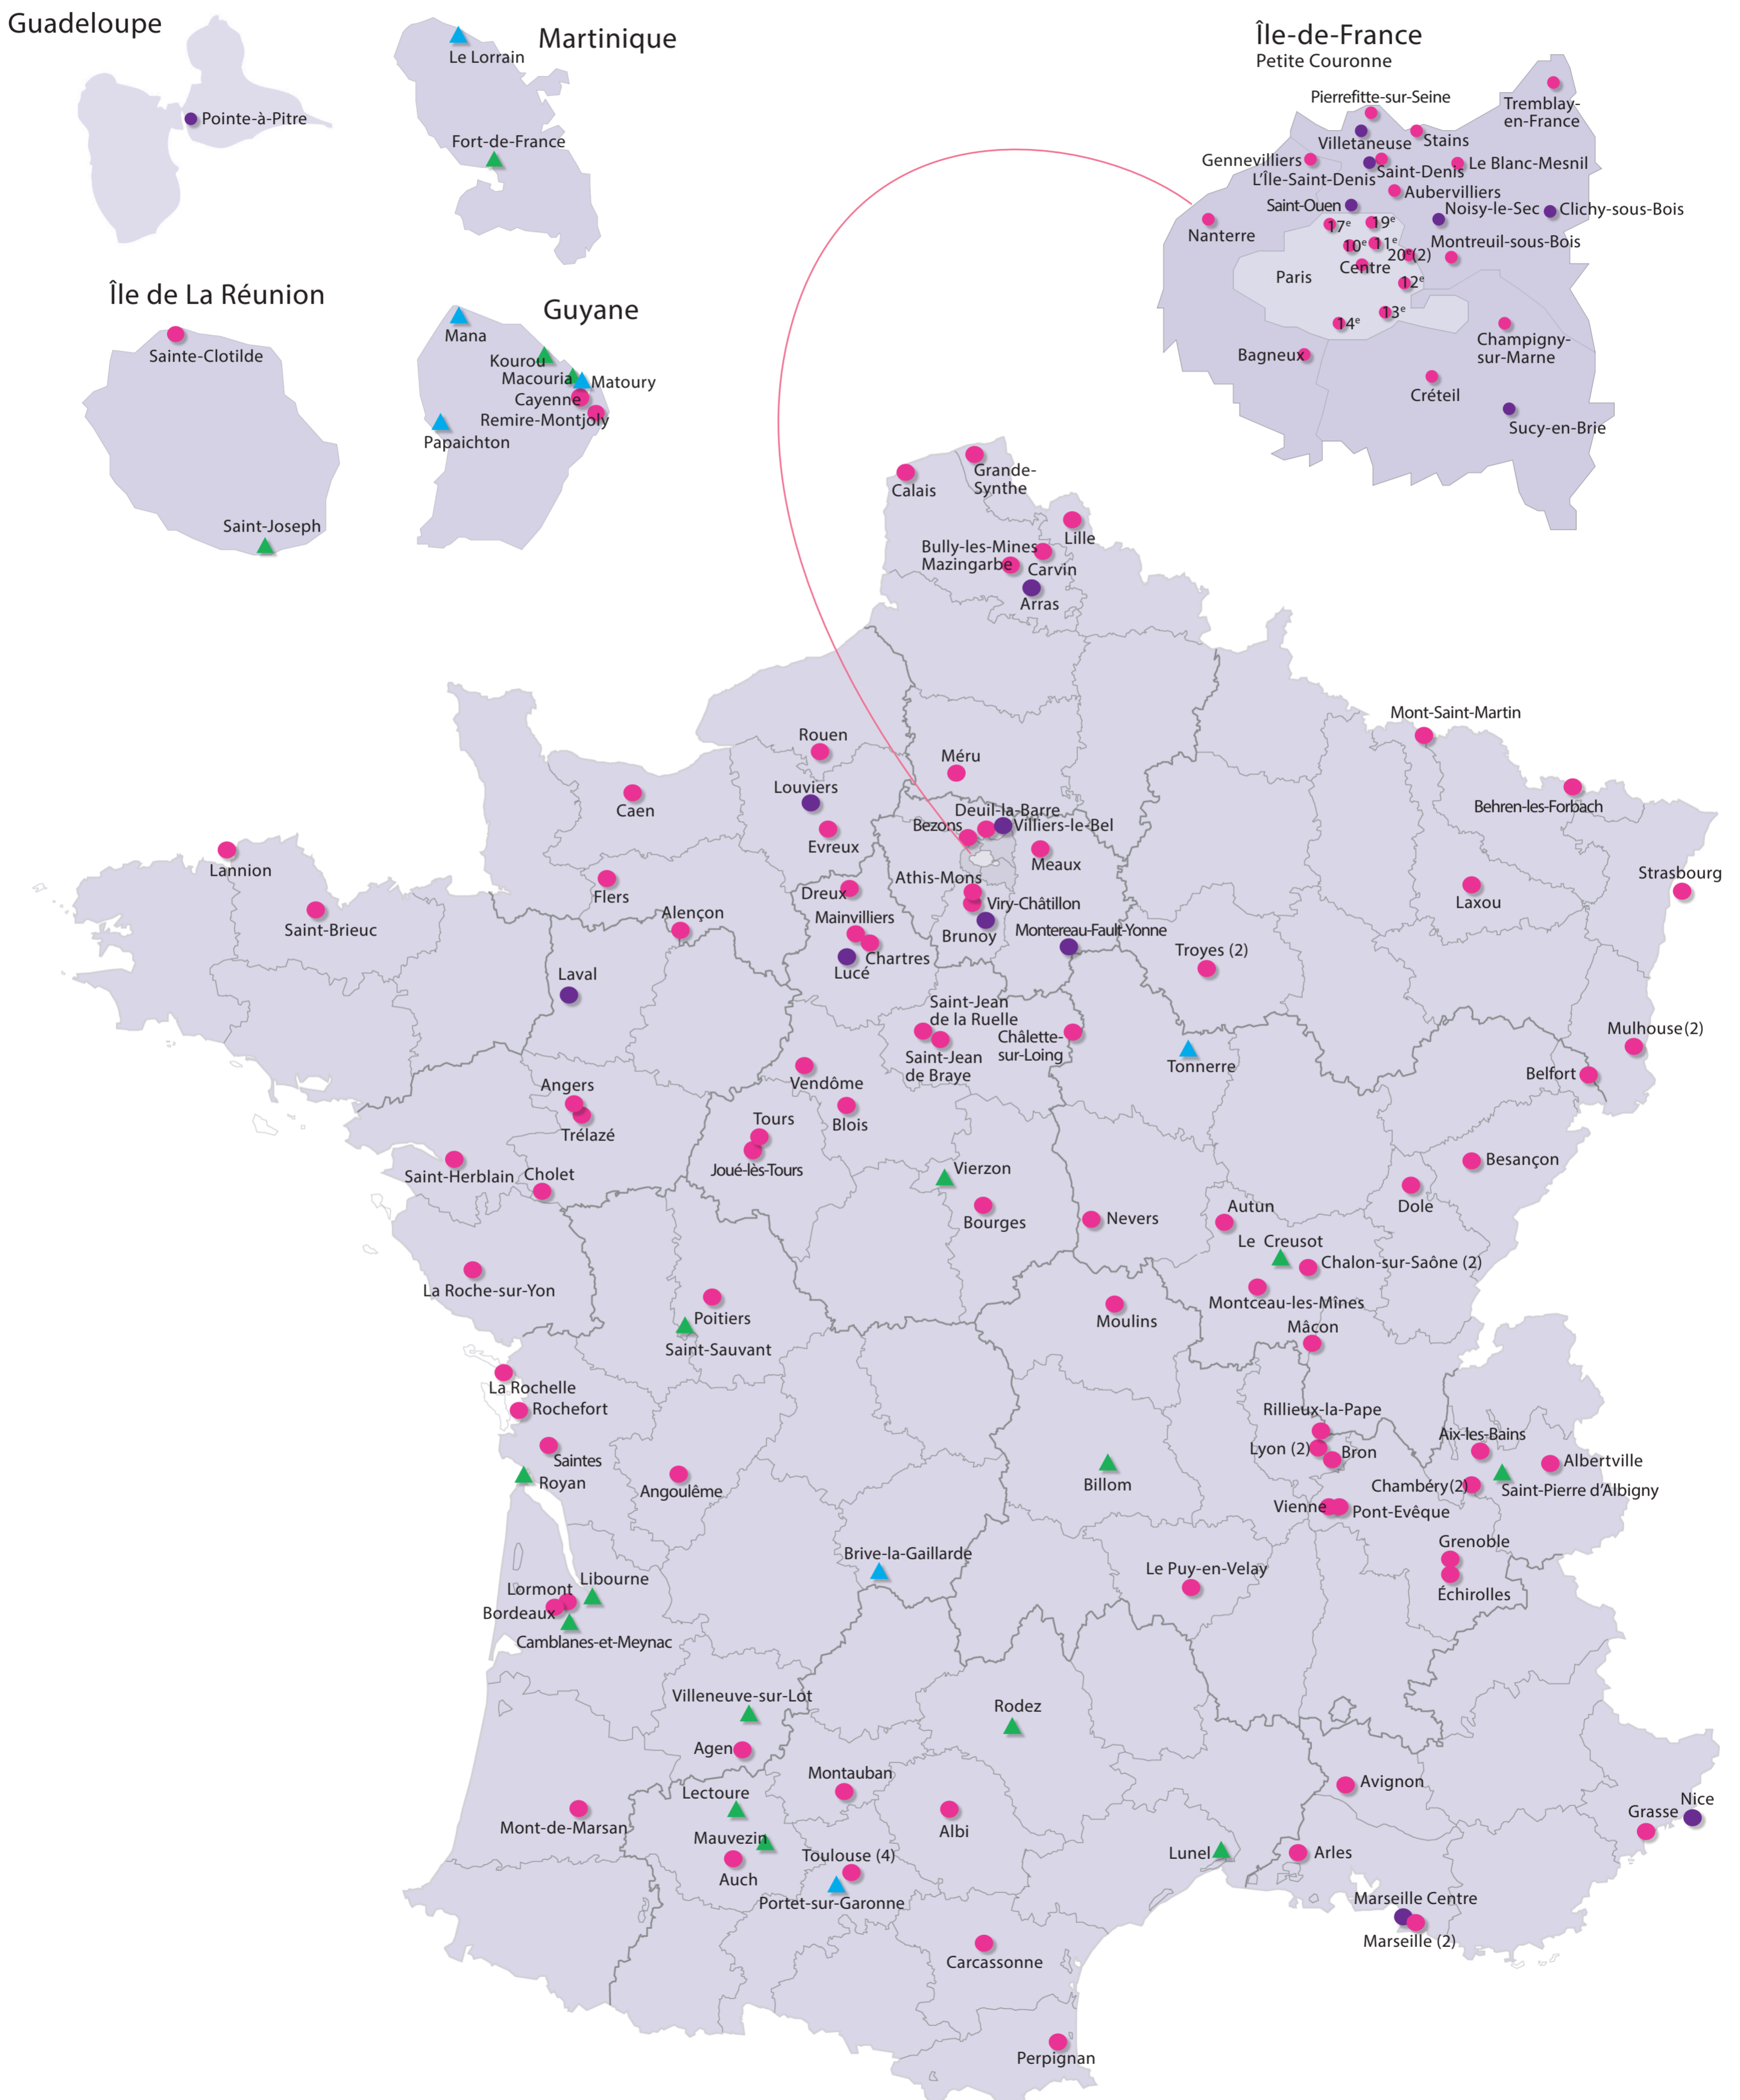 Guadeloupe
Pointe-à-Pitre
Martinique
Le Lorrain
Fort-de-France
Île de La Réunion
Sainte-Clotilde
Saint-Joseph
Guyane
Mana
Kourou
Macouria
Matoury
Cayenne
Remire-Montjoly
Papaichton
Île-de-France
Petite Couronne
Tremblay-
en-France
Pierrefitte-sur-Seine
Villetaneuse
Stains
Gennevilliers
L'Île-Saint-Denis
Saint-Denis
Le Blanc-Mesnil
Aubervilliers
Saint-Ouen
Noisy-le-Sec
Clichy-sous-Bois
Nanterre
17e
19e
10e
11e
20e(2)
Montreuil-sous-Bois
Centre
Paris
12e
13e
14e
Champigny-
sur-Marne
Bagneux
Créteil
Sucy-en-Brie
Calais
Grande-
Synthe
Lille
Bully-les-Mines
Mazingarbe
Carvin
Arras
Mont-Saint-Martin
Rouen
Méru
Louviers
Caen
Behren-les-Forbach
Deuil-la-Barre
Bezons
Villiers-le-Bel
Evreux
Meaux
Lannion
Strasbourg
Athis-Mons
Flers
Dreux
Laxou
Viry-Châtillon
Alençon
Mainvilliers
Saint-Brieuc
Brunoy
Montereau-Fault-Yonne
Chartres
Lucé
Troyes (2)
Laval
Saint-Jean
de la Ruelle
Saint-Jean
de Braye
Châlette-
sur-Loing
Mulhouse(2)
Tonnerre
Belfort
Vendôme
Angers
Blois
Tours
Trélazé
Joué-lès-Tours
Besançon
Saint-Herblain
Cholet
Vierzon
Dole
Bourges
Nevers
Autun
Le Creusot
Chalon-sur-Saône (2)
La Roche-sur-Yon
Montceau-les-Mînes
Poitiers
Moulins
Mâcon
Saint-Sauvant
La Rochelle
Rochefort
Rillieux-la-Pape
Aix-les-Bains
Lyon (2)
Bron
Saintes
Albertville
Royan
Angoulême
Billom
Chambéry(2)
Saint-Pierre d'Albigny
Vienne
Pont-Evêque
Grenoble
Brive-la-Gaillarde
Le Puy-en-Velay
Libourne
Échirolles
Lormont
Bordeaux
Camblanes-et-Meynac
Villeneuve-sur-Lot
Rodez
Agen
Montauban
Avignon
Lectoure
Nice
Grasse
Mont-de-Marsan
Albi
Mauvezin
Toulouse (4)
Lunel
Arles
Auch
Portet-sur-Garonne
Marseille Centre
Marseille (2)
Carcassonne
Perpignan